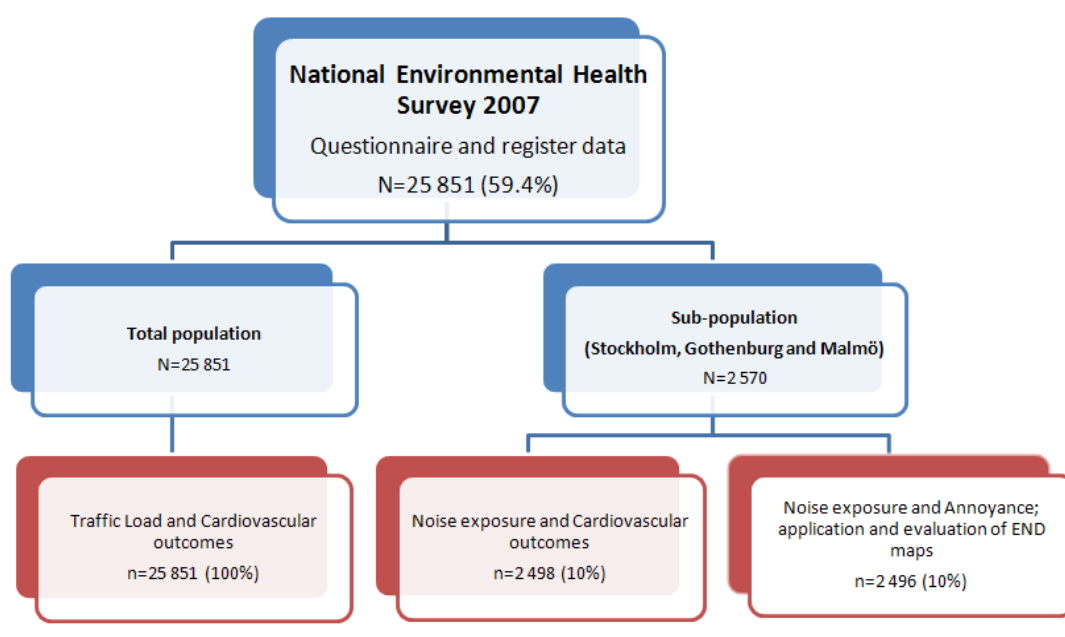 National Environmental Health
Survey 2007
Questionnaire and register data
N=25 851 (59.4%)
Total population
N=25 851
Sub-population
(Stockholm, Gothenburg and Malmö)
N=2 570
Traffic Load and Cardiovascular
outcomes
n=25 851 (100%)
Noise exposure and Cardiovascular
outcomes
n=2 498 (10%)
Noise exposure and Annoyance;
application and evaluation of END
maps
n=2 496 (10%)